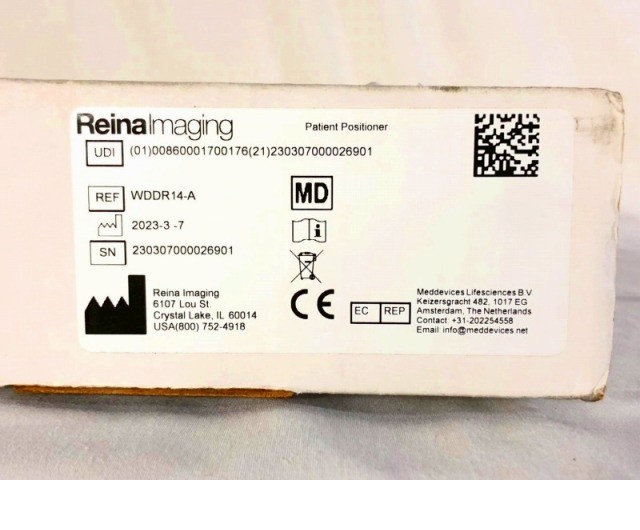 ReinaImaging
Patient Positioner
UDI (01)00860001700176(21)230307000026901
REF WDDR14-A
MD
2023-3 -7
SN 230307000026901
Reina Imaging
6107 Lou St.
Crystal Lake, IL 60014
USA(800) 752-4918
CE
EC REP
Meddevices Lifesciences B.V
Keizersgracht 482, 1017 EG
Amsterdam, The Netherlands
Contact: +31-202254558
Email: info@meddevices.net